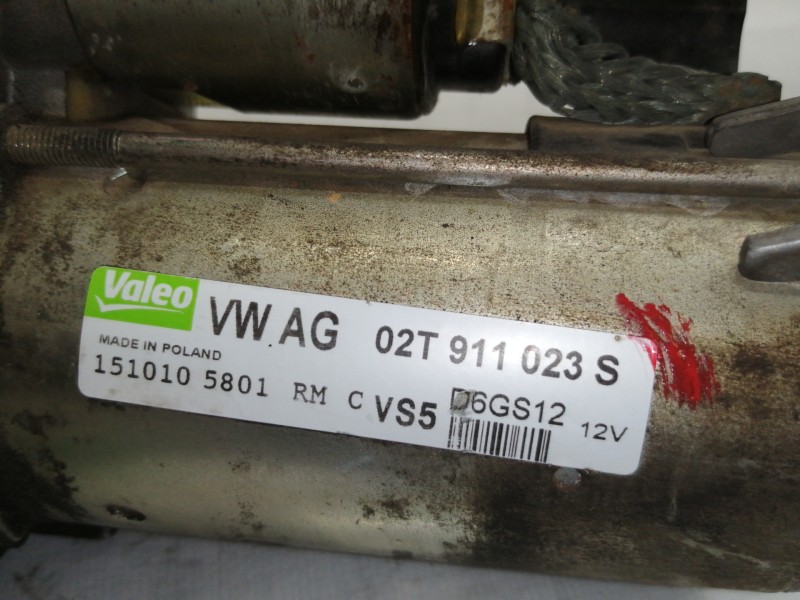 Valeo
VW AG 02T 911 023 S
MADE IN POLAND
151010 5801 RM C VS5 D6GS12 12V